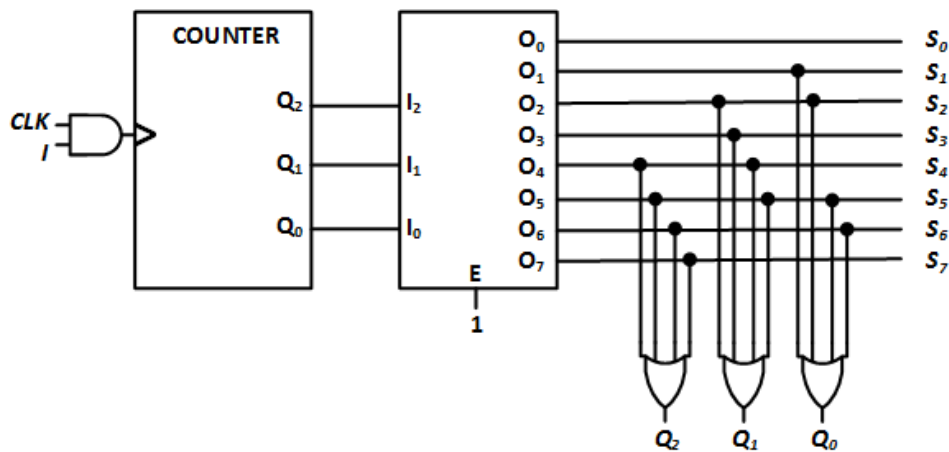 COUNTER
CLK
I
Q₂
Q₁
Q₀
I₂
I₁
I₀
E
1
O₀
O₁
O₂
O₃
O₄
O₅
O₆
O₇
S₀
S₁
S₂
S₃
S₄
S₅
S₆
S₇
Q₂ Q₁ Q₀